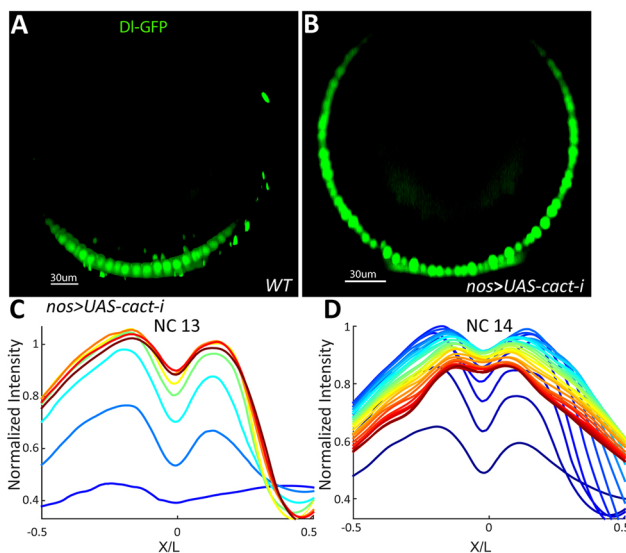 A
Dl-GFP
30um
WT
B
30um
nos>UAS-cact-i
nos>UAS-cact-i
C
NC 13
Normalized Intensity
1
0.8
0.6
0.4
-0.5
0
0.5
X/L
D
NC 14
Normalized Intensity
1
0.8
0.6
0.4
-0.5
0
0.5
X/L